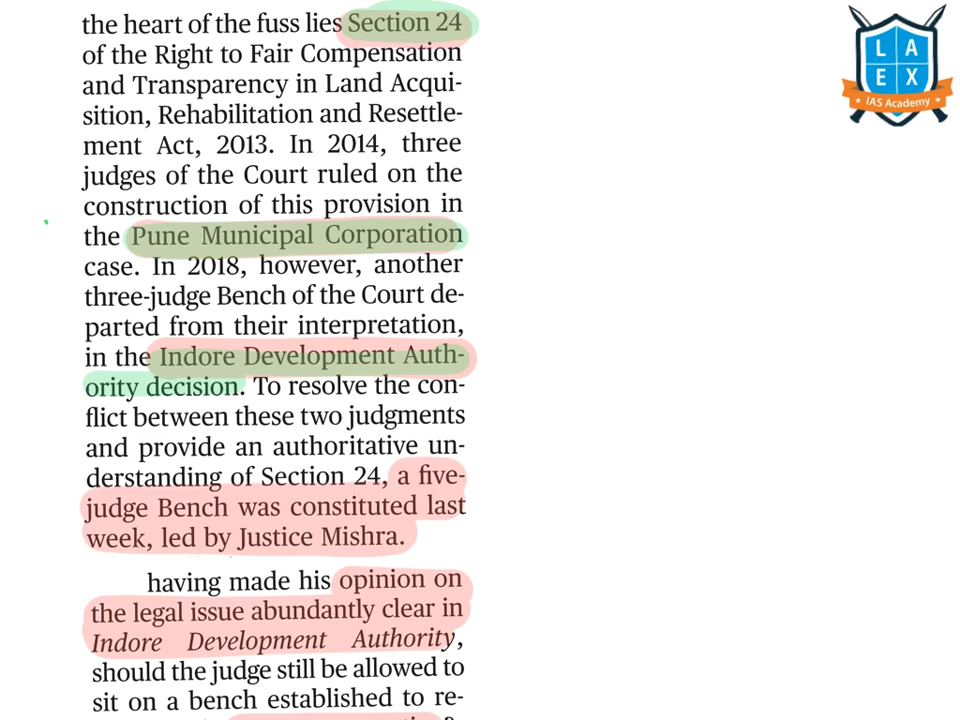 the heart of the fuss lies Section 24
of the Right to Fair Compensation
and Transparency in Land Acqui-
sition, Rehabilitation and Resettle-
ment Act, 2013. In 2014, three
judges of the Court ruled on the
construction of this provision in
the Pune Municipal Corporation
case. In 2018, however, another
three-judge Bench of the Court de-
parted from their interpretation,
in the Indore Development Auth-
ority decision. To resolve the con-
flict between these two judgments
and provide an authoritative un-
derstanding of Section 24, a five-
judge Bench was constituted last
week, led by Justice Mishra.
having made his opinion on
the legal issue abundantly clear in
Indore Development Authority,
should the judge still be allowed to
sit on a bench established to re-
L A
E X
IAS Academy